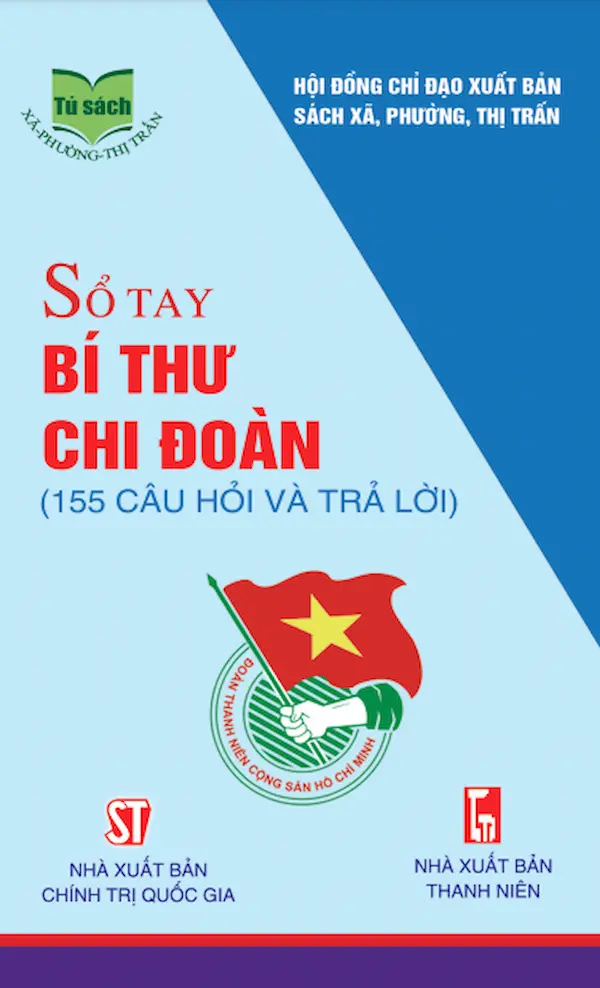 Tủ sách
XÃ-PHƯỜNG-THỊ TRẤN
HỘI ĐỒNG CHỈ ĐẠO XUẤT BẢN
SÁCH XÃ, PHƯỜNG, THỊ TRẤN
SỔ TAY
BÍ THƯ
CHI ĐOÀN
(155 CÂU HỎI VÀ TRẢ LỜI)
ĐOÀN THANH NIÊN CỘNG SẢN HỒ CHÍ MINH
ST
NHÀ XUẤT BẢN
CHÍNH TRỊ QUỐC GIA
NHÀ XUẤT BẢN
THANH NIÊN